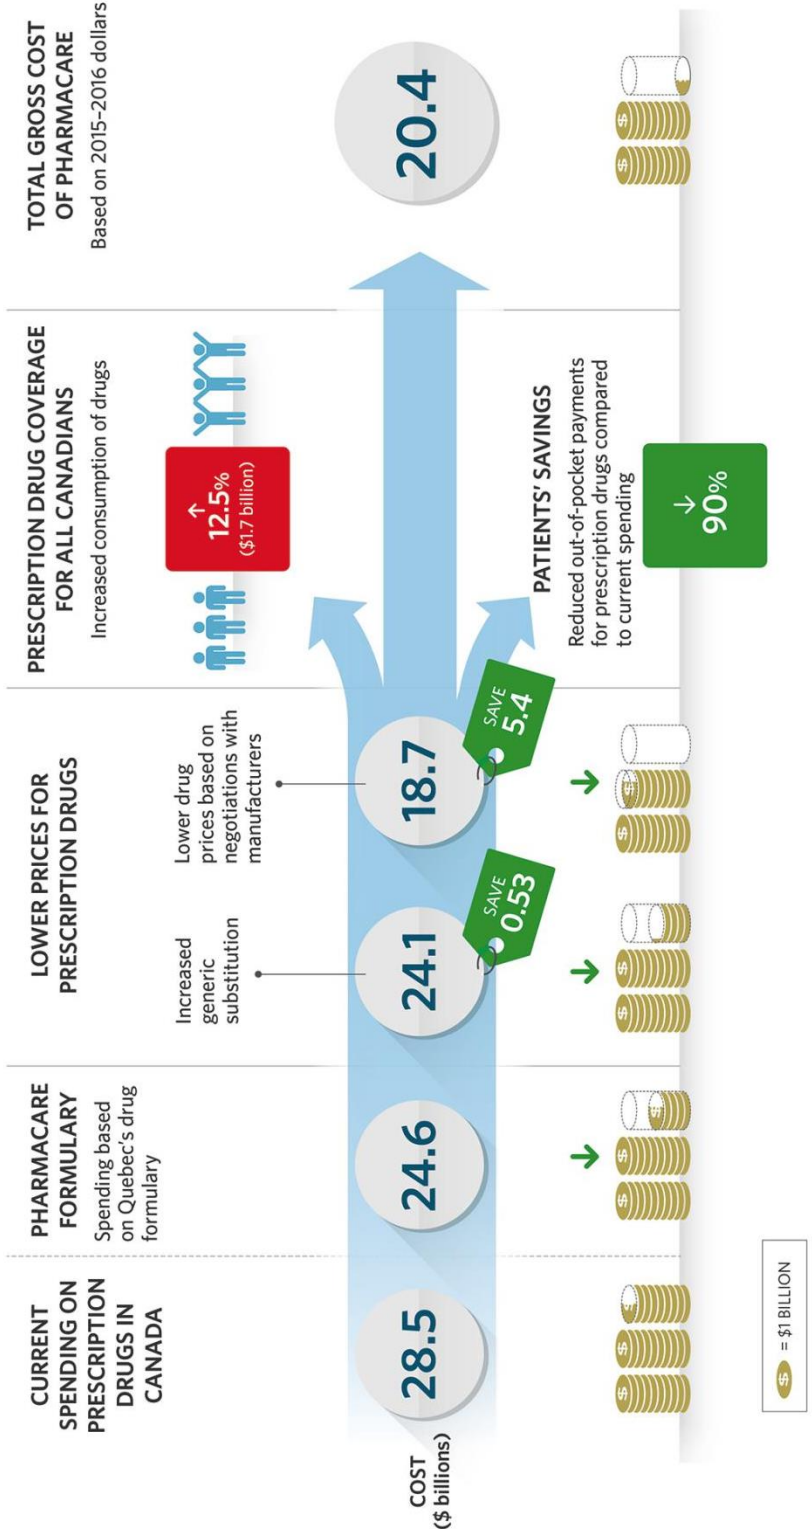 CURRENT
SPENDING ON
PRESCRIPTION
DRUGS IN
CANADA
PHARMACARE
FORMULARY
Spending based
on Quebec's drug
formulary
LOWER PRICES FOR
PRESCRIPTION DRUGS
Increased
generic
substitution
Lower drug
prices based on
negotiations with
manufacturers
PRESCRIPTION DRUG COVERAGE
FOR ALL CANADIANS
Increased consumption of drugs
↑
12.5%
($1.7 billion)
TOTAL GROSS COST
OF PHARMACARE
Based on 2015–2016 dollars
COST
($ billions)
28.5
24.6
24.1
18.7
20.4
SAVE
0.53
SAVE
5.4
PATIENTS' SAVINGS
Reduced out-of-pocket payments
for prescription drugs compared
to current spending
↓
90%
$ = $1 BILLION